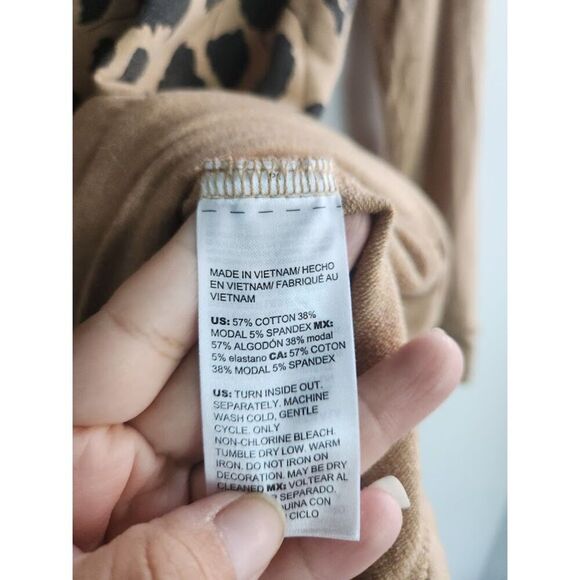 MADE IN VIETNAM/ HECHO
EN VIETNAM/ FABRIQUÉ AU
VIETNAM
US: 57% COTTON 38%
MODAL 5% SPANDEX MX:
57% ALGODÓN 38% modal
5% elastano CA: 57% COTON
38% MODAL 5% SPANDEX
US: TURN INSIDE OUT.
SEPARATELY. MACHINE
WASH COLD, GENTLE
CYCLE. ONLY
NON-CHLORINE BLEACH.
TUMBLE DRY LOW. WARM
IRON. DO NOT IRON ON
DECORATION. MAY BE DRY
CLEANED MX: VOLTEAR AL
SEPARADO.
QUINA CON
CICLO